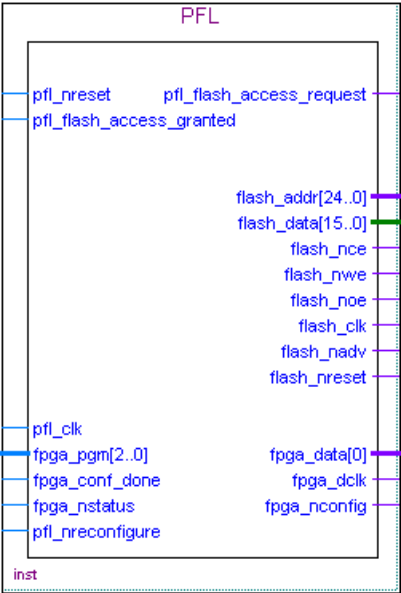 PFL
pfl_nreset pfl_flash_access_request
pfl_flash_access_granted
flash_addr[24..0]
flash_data[15..0]
flash_nce
flash_nwe
flash_noe
flash_clk
flash_nadv
flash_nreset
pfl_clk
fpga_pgm[2..0] fpga_data[0]
fpga_conf_done fpga_dclk
fpga_nstatus fpga_nconfig
pfl_nreconfigure
inst